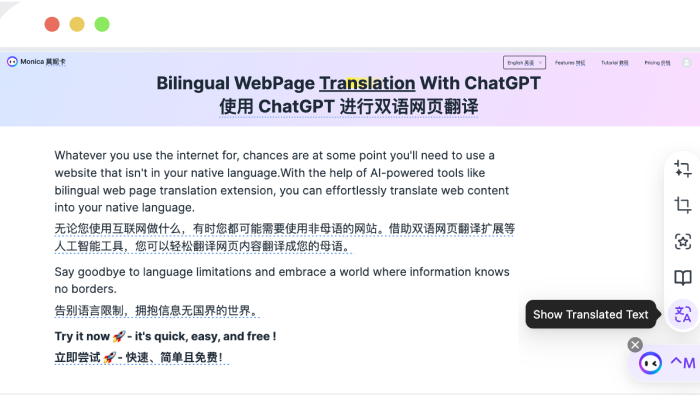 Monica 莫妮卡
English 英语
Features 特征
Tutorial 教程
Pricing 价钱
Bilingual WebPage Translation With ChatGPT
使用 ChatGPT 进行双语网页翻译
Whatever you use the internet for, chances are at some point you'll need to use a
website that isn't in your native language.With the help of AI-powered tools like
bilingual web page translation extension, you can effortlessly translate web content
into your native language.
无论您使用互联网做什么，有时您都可能需要使用非母语的网站。借助双语网页翻译扩展等
人工智能工具，您可以轻松翻译网页内容翻译成您的母语。
Say goodbye to language limitations and embrace a world where information knows
no borders.
告别语言限制，拥抱信息无国界的世界。
Try it now 🚀 - it's quick, easy, and free !
立即尝试 🚀 - 快速、简单且免费！
Show Translated Text
^M